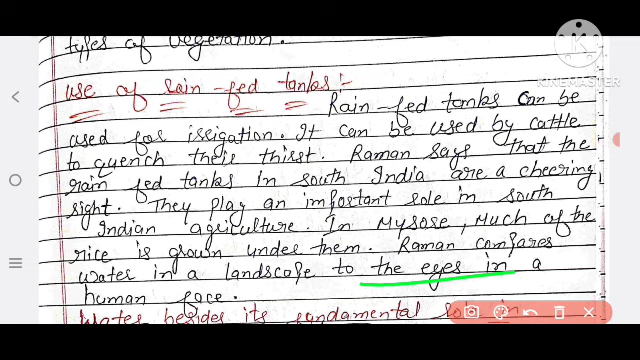 types of vegetation.
use of rain-fed tanks :-
Rain-fed tanks can be
used for irrigation. It can be used by cattle
to quench their thirst. Raman says that the
rain fed tanks in south India are a cheering
sight. They play an important role in south
Indian agriculture. In Mysore, Much of the
rice is grown under them. Raman compares
water in a landscape to the eyes in a
human face.
Water besides its fundamental role in
KINEMASTER